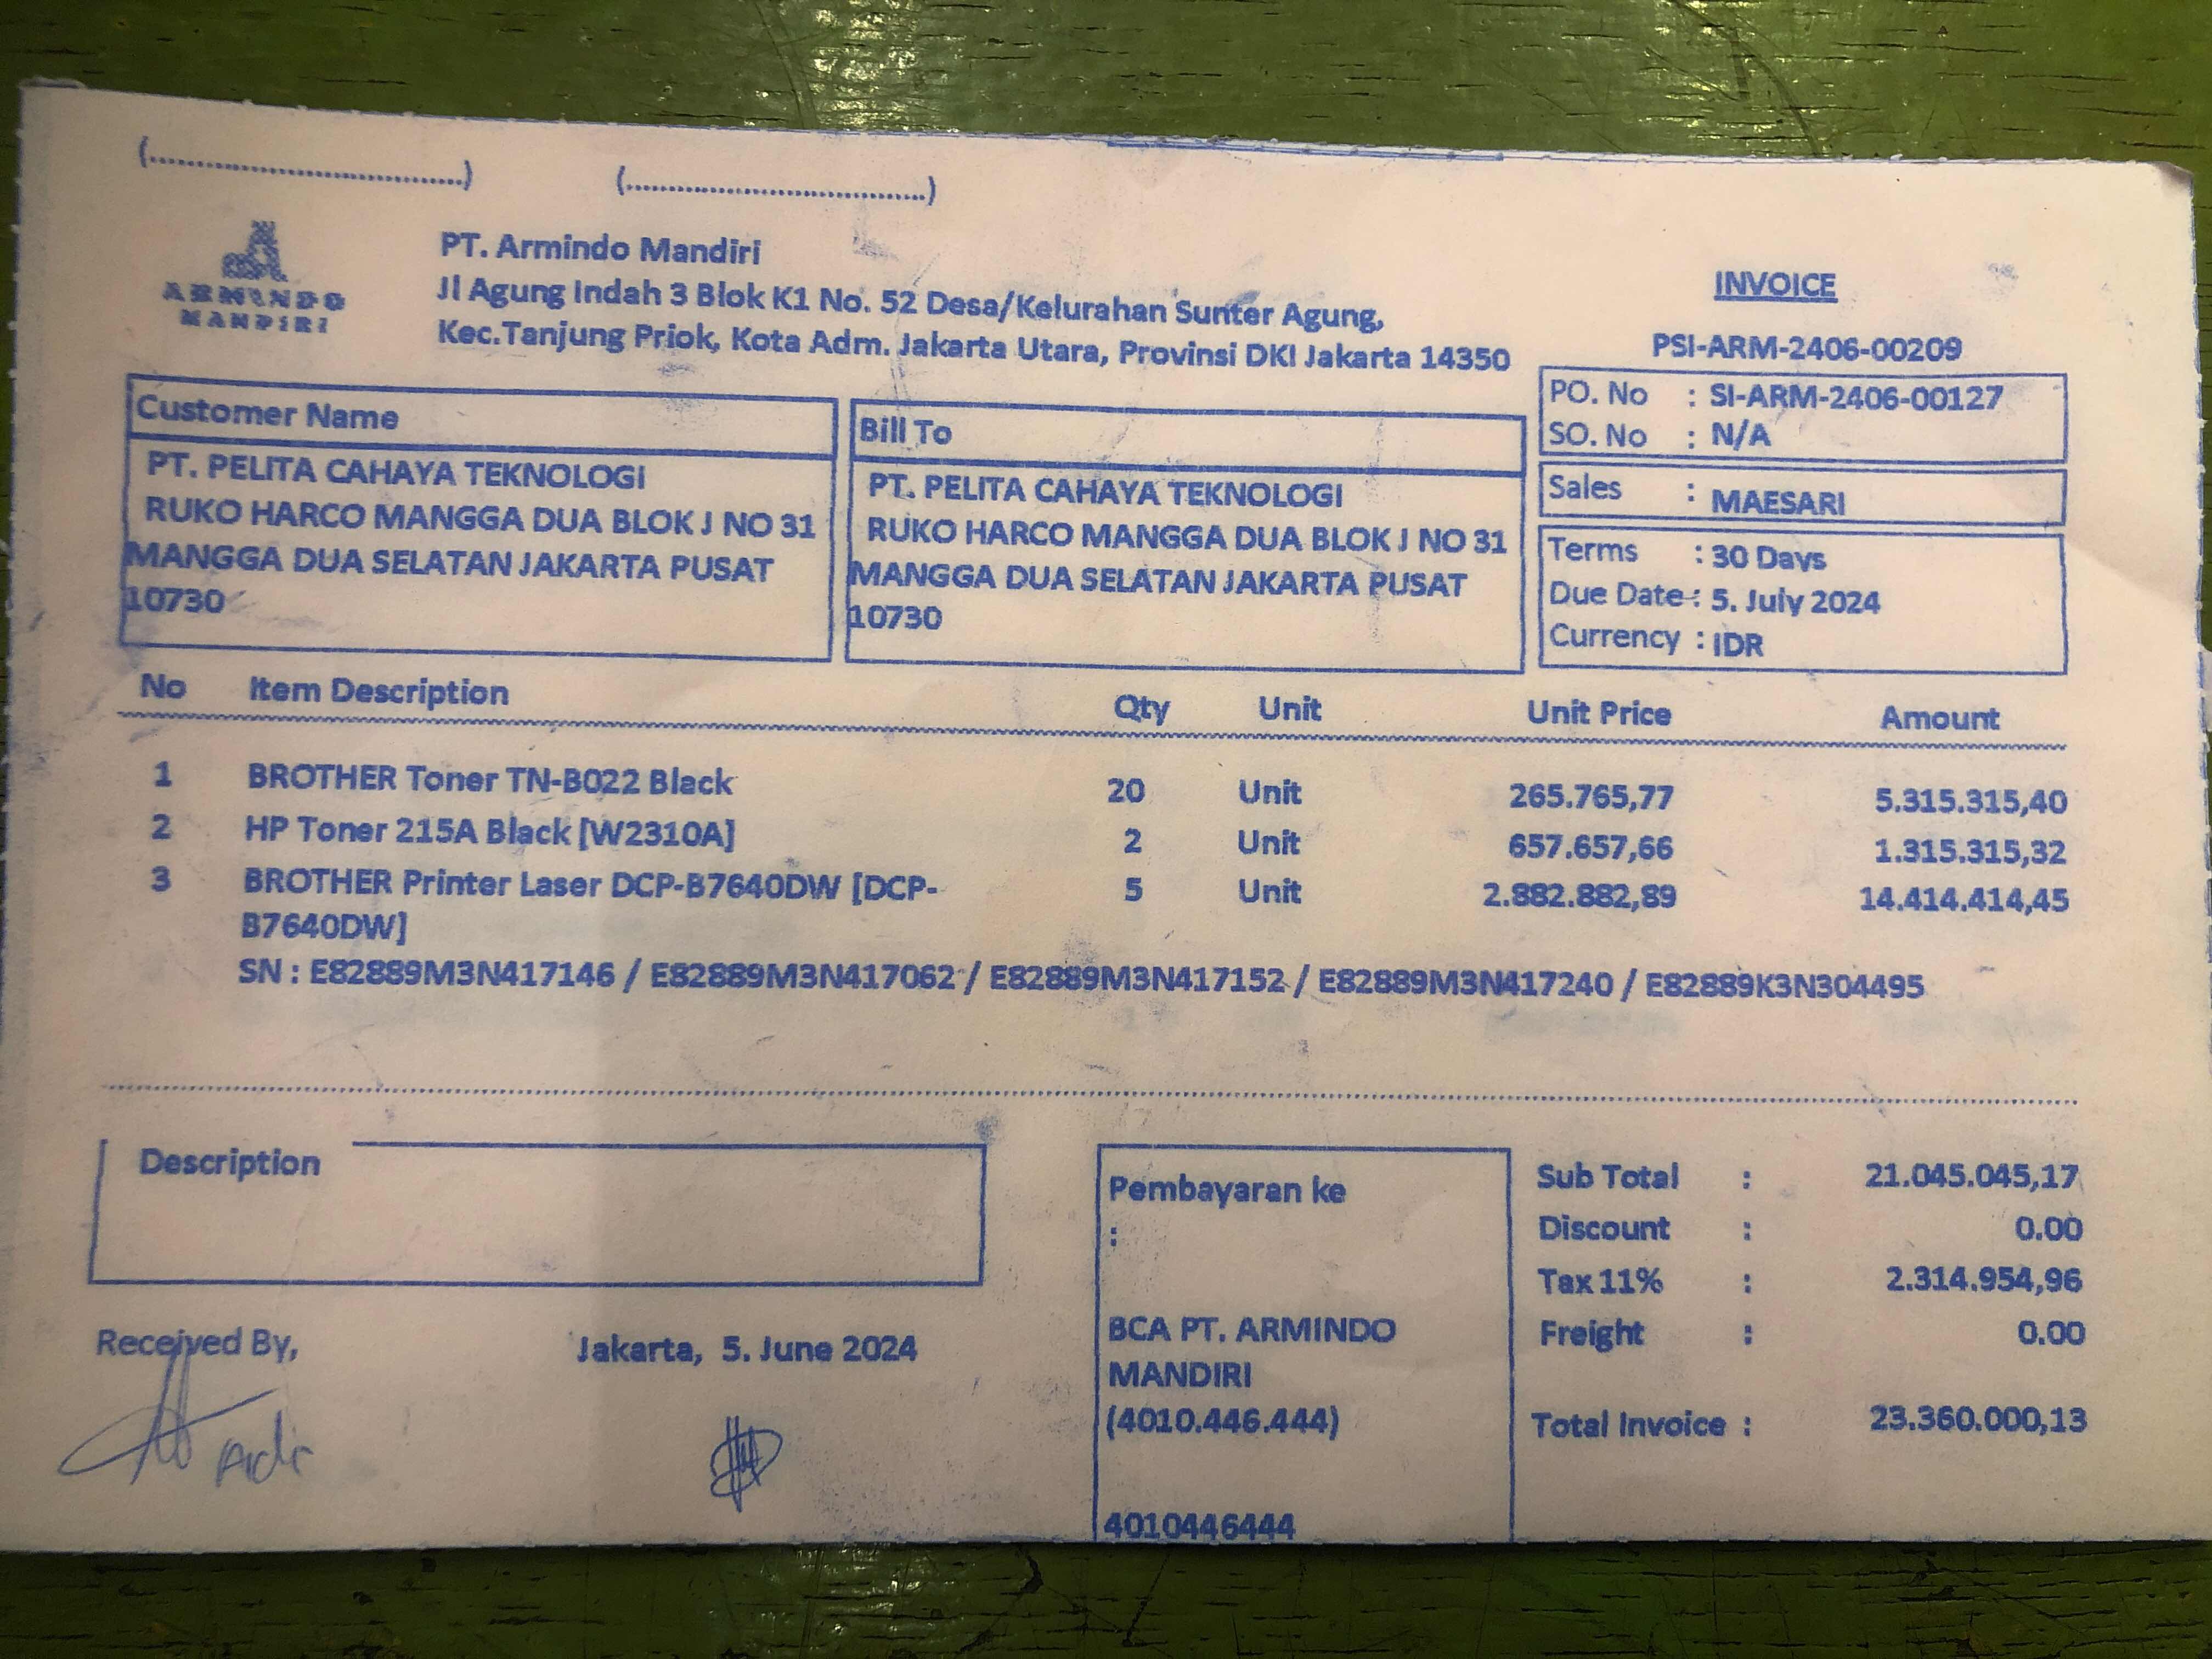 (........................................)
(........................................)
ARMINDO
MANDIRI
PT. Armindo Mandiri
Jl Agung Indah 3 Blok K1 No. 52 Desa/Kelurahan Sunter Agung,
Kec.Tanjung Priok, Kota Adm. Jakarta Utara, Provinsi DKI Jakarta 14350
INVOICE
PSI-ARM-2406-00209
PO. No : SI-ARM-2406-00127
SO. No : N/A
Sales : MAESARI
Terms : 30 Days
Due Date : 5. July 2024
Currency : IDR
Customer Name
PT. PELITA CAHAYA TEKNOLOGI
RUKO HARCO MANGGA DUA BLOK J NO 31
MANGGA DUA SELATAN JAKARTA PUSAT
10730
Bill To
PT. PELITA CAHAYA TEKNOLOGI
RUKO HARCO MANGGA DUA BLOK J NO 31
MANGGA DUA SELATAN JAKARTA PUSAT
10730
No Item Description Qty Unit Unit Price Amount
1 BROTHER Toner TN-B022 Black 20 Unit 265.765,77 5.315.315,40
2 HP Toner 215A Black [W2310A] 2 Unit 657.657,66 1.315.315,32
3 BROTHER Printer Laser DCP-B7640DW [DCP- 5 Unit 2.882.882,89 14.414.414,45
B7640DW]
SN : E82889M3N417146 / E82889M3N417062 / E82889M3N417152 / E82889M3N417240 / E82889K3N304495
Description
Received By,
Jakarta, 5. June 2024
Pembayaran ke
:
BCA PT. ARMINDO
MANDIRI
(4010.446.444)
4010446444
Sub Total : 21.045.045,17
Discount : 0.00
Tax 11% : 2.314.954,96
Freight : 0.00
Total Invoice : 23.360.000,13